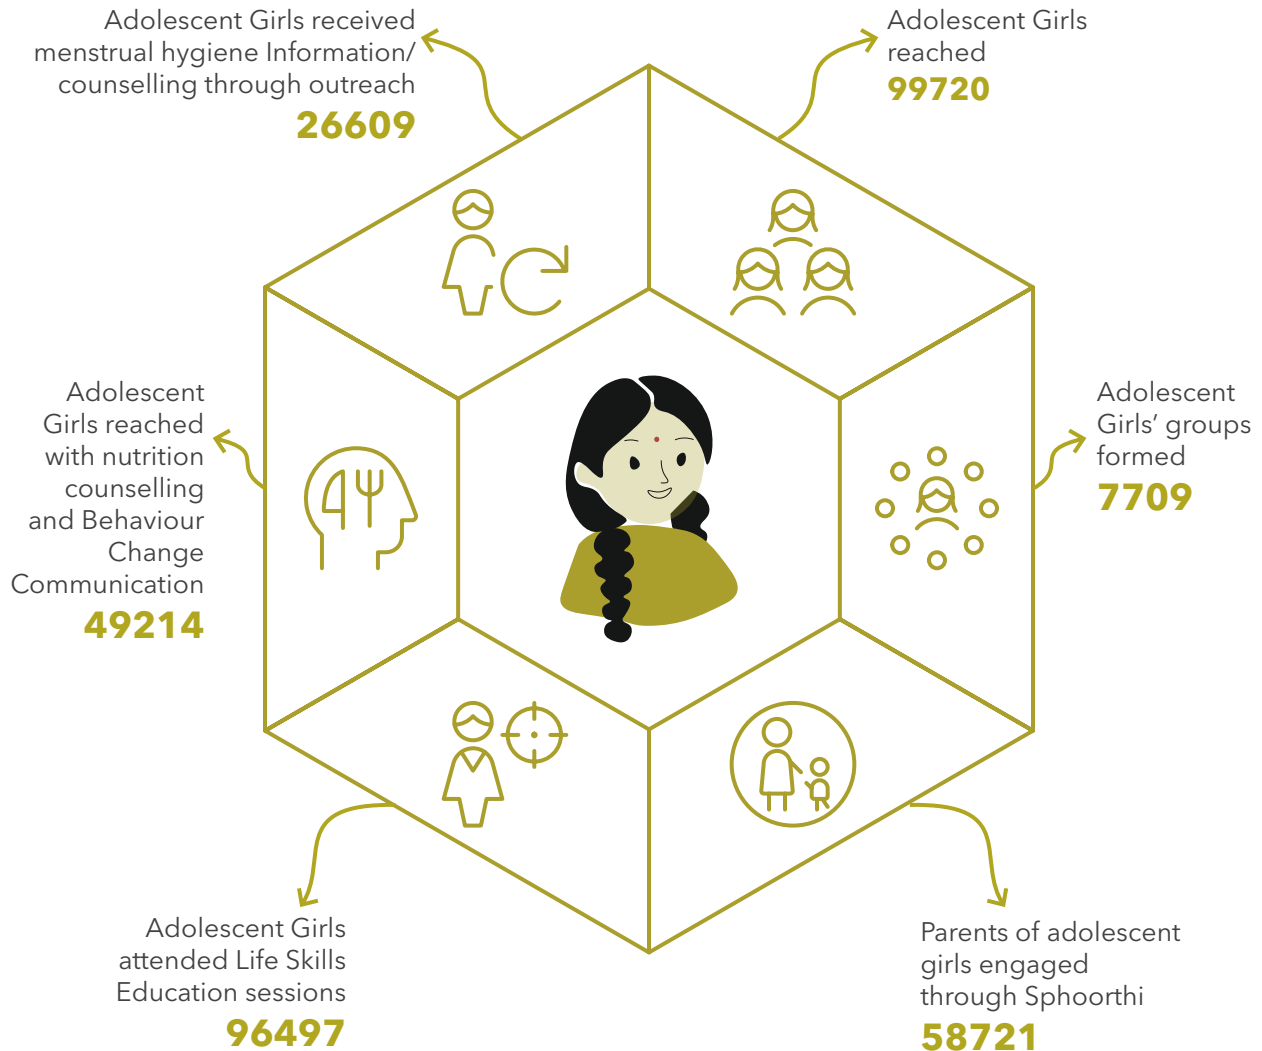 Adolescent Girls received
menstrual hygiene Information/
counselling through outreach
26609
Adolescent Girls
reached
99720
Adolescent
Girls reached
with nutrition
counselling
and Behaviour
Change
Communication
49214
Adolescent
Girls’ groups
formed
7709
Adolescent Girls
attended Life Skills
Education sessions
96497
Parents of adolescent
girls engaged
through Sphoorthi
58721